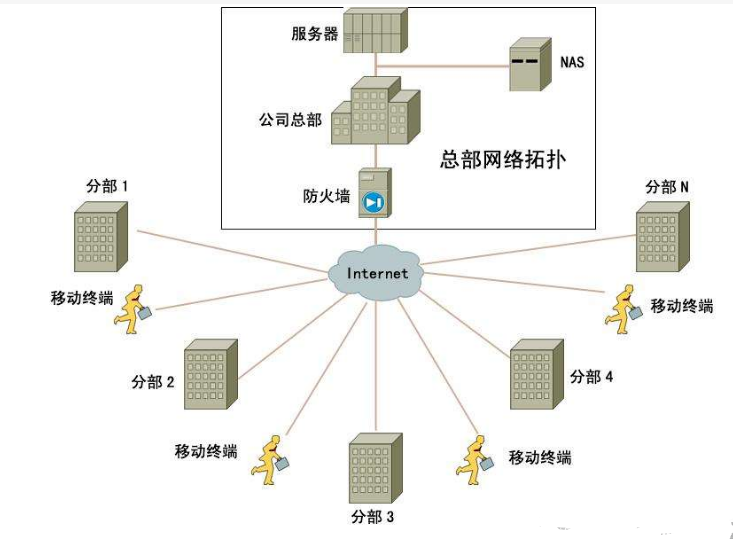 服务器
NAS
公司总部
总部网络拓扑
防火墙
分部 1
分部 N
Internet
移动终端
移动终端
分部 2
分部 4
移动终端
移动终端
分部 3